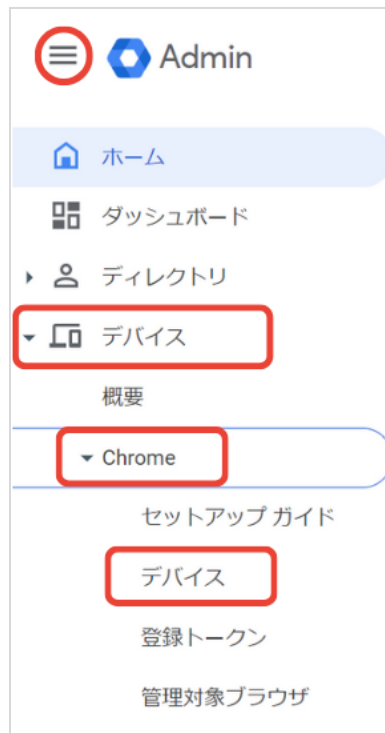 Admin
ホーム
ダッシュボード
ディレクトリ
デバイス
概要
Chrome
セットアップ ガイド
デバイス
登録トークン
管理対象ブラウザ